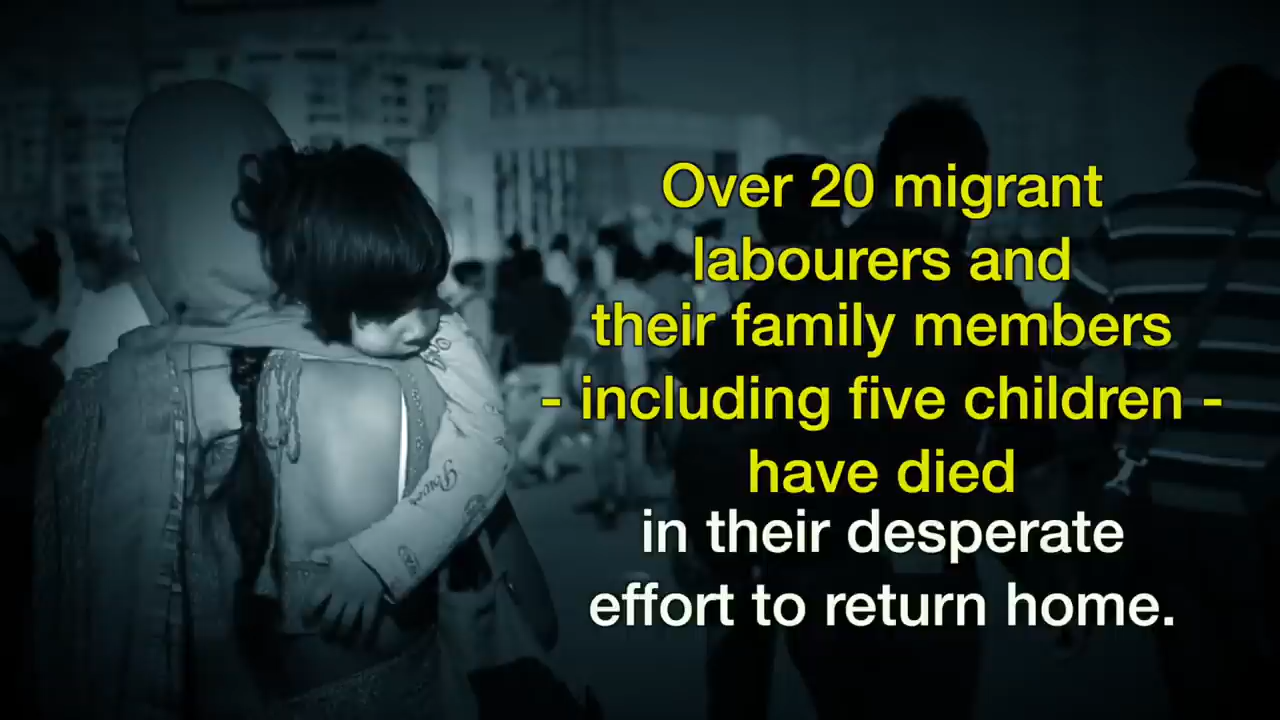 Over 20 migrant
labourers and
their family members
- including five children -
have died
in their desperate
effort to return home.
Power